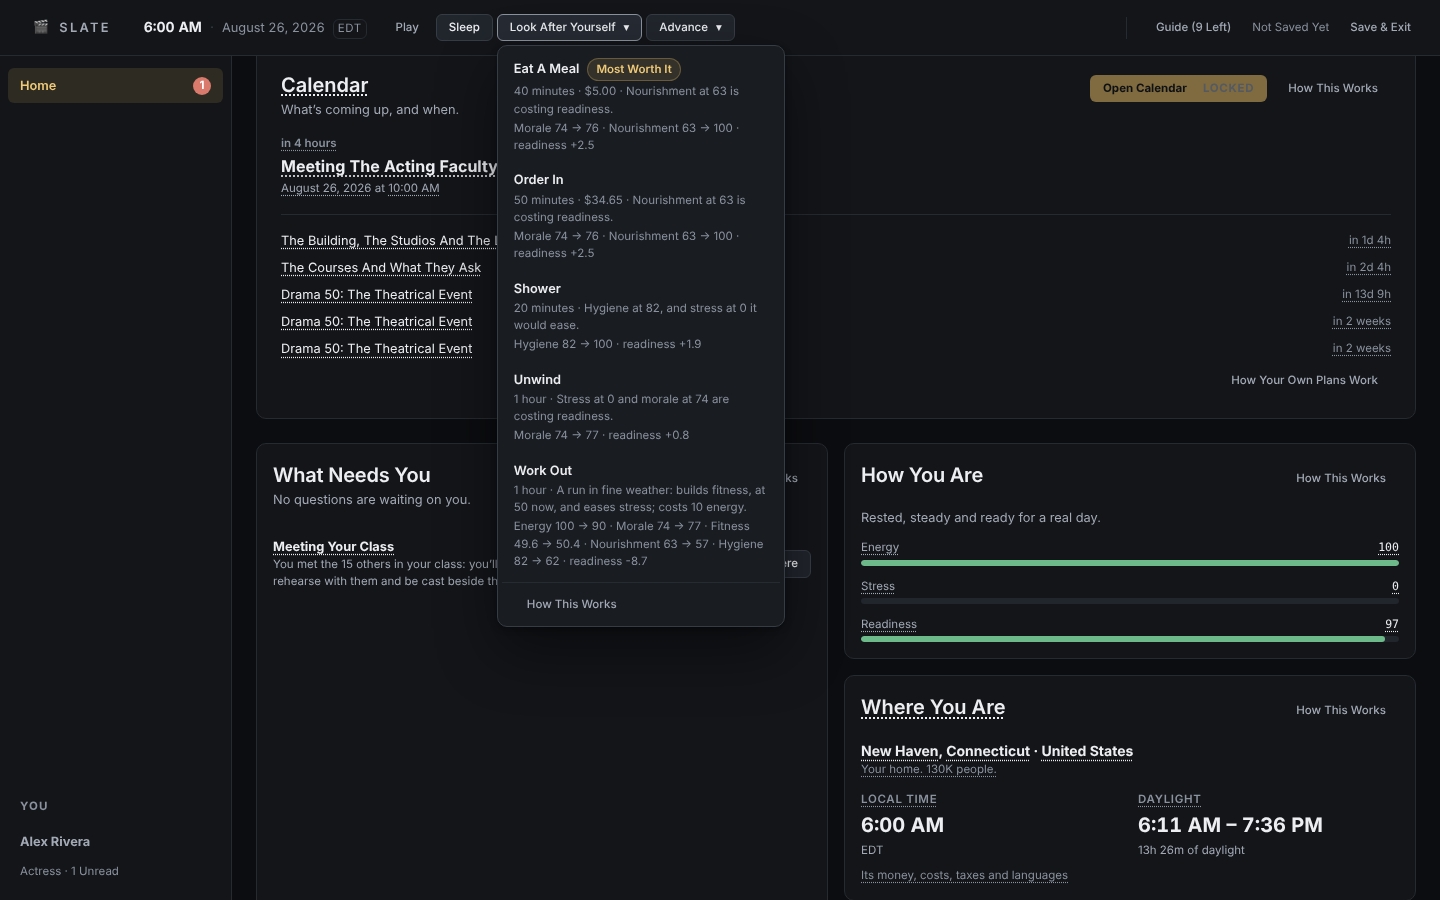 SLATE
6:00 AM · August 26, 2026 EDT
Play
Sleep
Look After Yourself ▾
Advance ▾
Guide (9 Left)
Not Saved Yet
Save & Exit
Home
1
Calendar
What's coming up, and when.
Open Calendar LOCKED
How This Works
in 4 hours
Meeting The Acting Faculty
August 26, 2026 at 10:00 AM
The Building, The Studios And The
in 1d 4h
The Courses And What They Ask
in 2d 4h
Drama 50: The Theatrical Event
in 13d 9h
Drama 50: The Theatrical Event
in 2 weeks
Drama 50: The Theatrical Event
in 2 weeks
How Your Own Plans Work
Eat A Meal Most Worth It
40 minutes · $5.00 · Nourishment at 63 is
costing readiness.
Morale 74 → 76 · Nourishment 63 → 100 ·
readiness +2.5
Order In
50 minutes · $34.65 · Nourishment at 63 is
costing readiness.
Morale 74 → 76 · Nourishment 63 → 100 ·
readiness +2.5
Shower
20 minutes · Hygiene at 82, and stress at 0 it
would ease.
Hygiene 82 → 100 · readiness +1.9
Unwind
1 hour · Stress at 0 and morale at 74 are
costing readiness.
Morale 74 → 77 · readiness +0.8
Work Out
1 hour · A run in fine weather: builds fitness, at
50 now, and eases stress; costs 10 energy.
Energy 100 → 90 · Morale 74 → 77 · Fitness
49.6 → 50.4 · Nourishment 63 → 57 · Hygiene
82 → 62 · readiness -8.7
How This Works
What Needs You
No questions are waiting on you.
Meeting Your Class
You met the 15 others in your class: you'll
rehearse with them and be cast beside
How You Are
How This Works
Rested, steady and ready for a real day.
Energy
100
Stress
0
Readiness
97
Where You Are
How This Works
New Haven, Connecticut · United States
Your home. 130K people.
LOCAL TIME
6:00 AM
EDT
DAYLIGHT
6:11 AM – 7:36 PM
13h 26m of daylight
Its money, costs, taxes and languages
YOU
Alex Rivera
Actress · 1 Unread